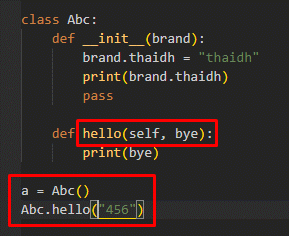 class Abc:
    def __init__(brand):
        brand.thaidh = "thaidh"
        print(brand.thaidh)
        pass
    def hello(self, bye):
        print(bye)
a = Abc()
Abc.hello("456")